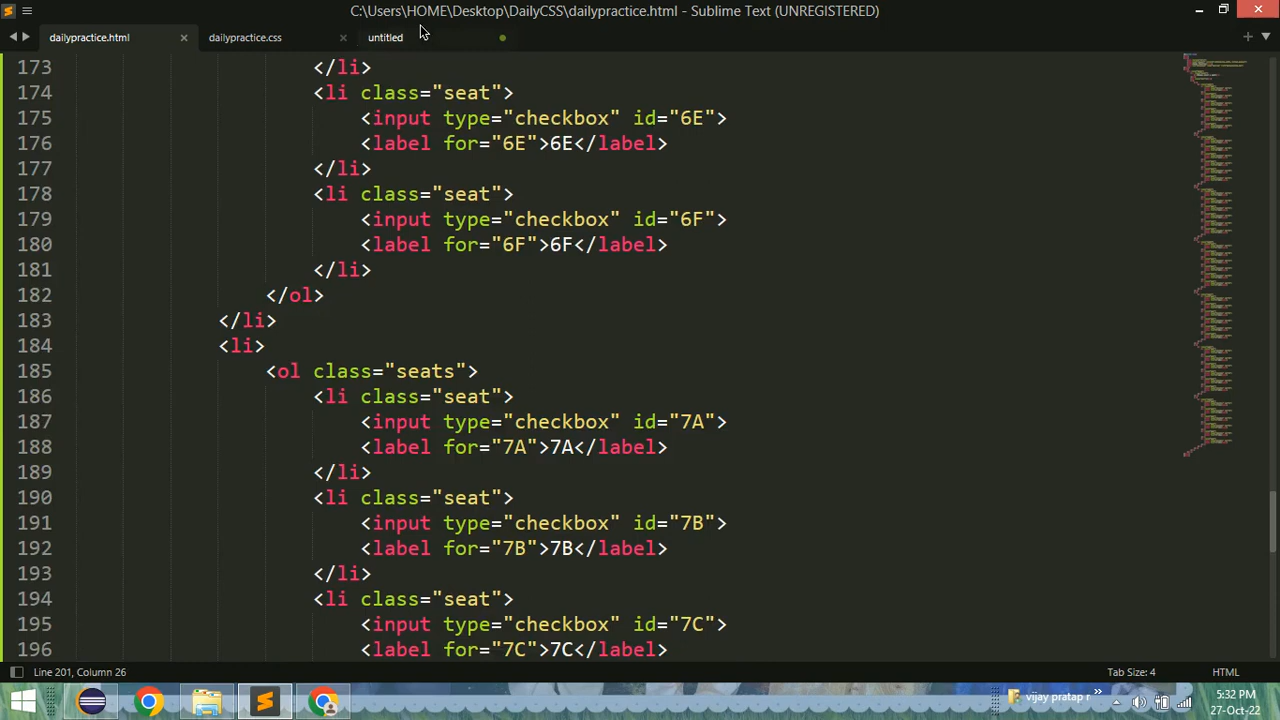 C:\Users\HOME\Desktop\DailyCSS\dailypractice.html - Sublime Text (UNREGISTERED)
dailypractice.html dailypractice.css untitled
173 </li>
174 <li class="seat">
175 <input type="checkbox" id="6E">
176 <label for="6E">6E</label>
177 </li>
178 <li class="seat">
179 <input type="checkbox" id="6F">
180 <label for="6F">6F</label>
181 </li>
182 </ol>
183 </li>
184 <li>
185 <ol class="seats">
186 <li class="seat">
187 <input type="checkbox" id="7A">
188 <label for="7A">7A</label>
189 </li>
190 <li class="seat">
191 <input type="checkbox" id="7B">
192 <label for="7B">7B</label>
193 </li>
194 <li class="seat">
195 <input type="checkbox" id="7C">
196 <label for="7C">7C</label>
Line 201, Column 26 Tab Size: 4 HTML
vijay pratap r 5:32 PM
27-Oct-22